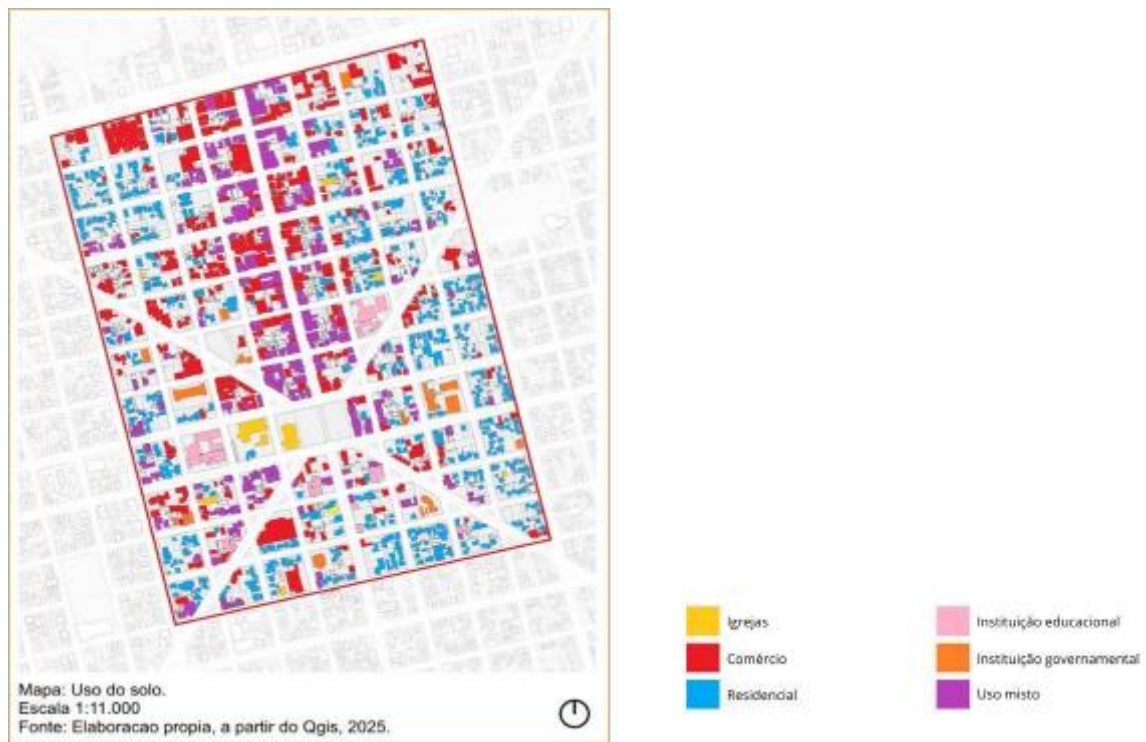 Mapa: Uso do solo.
Escala 1:11.000
Fonte: Elaboracao propia, a partir do Qgis, 2025.
Igrejas
Comércio
Residencial
Instituição educacional
Instituição governamental
Uso misto